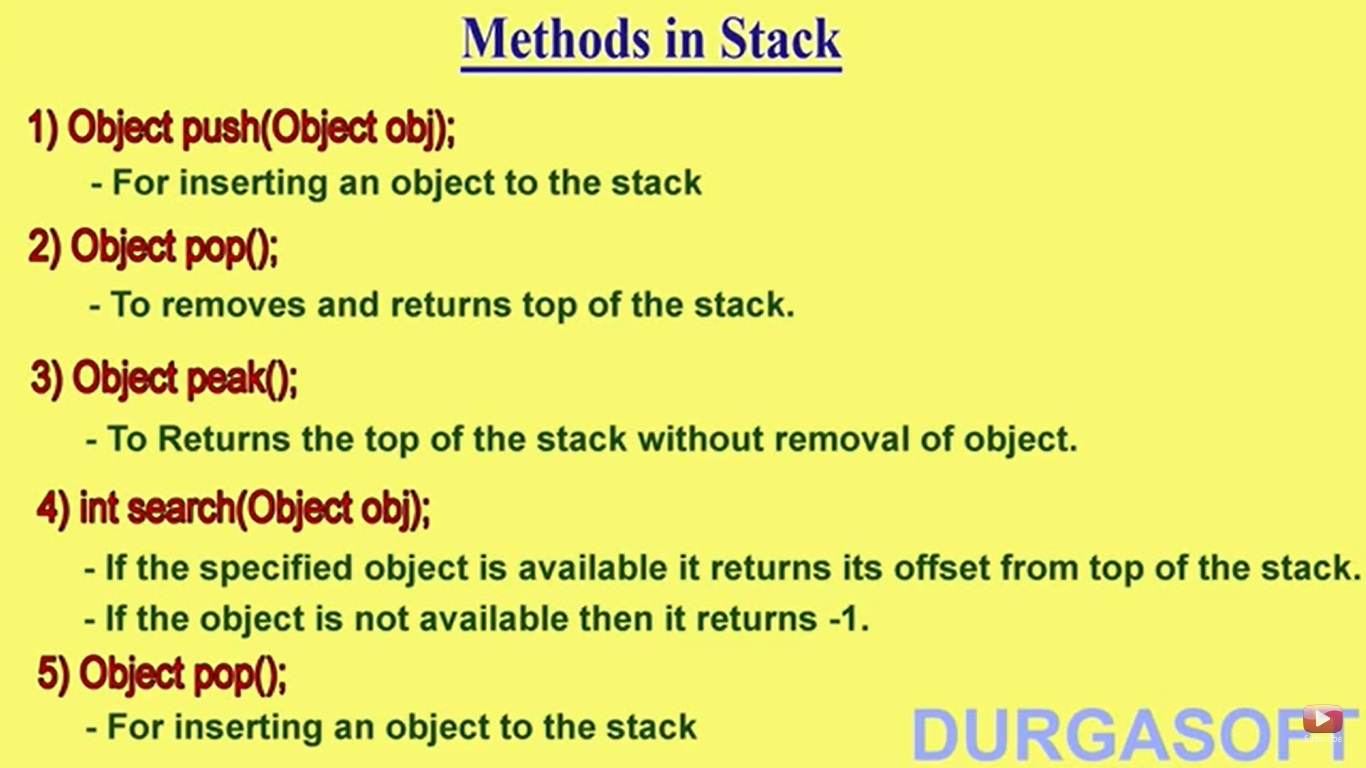 Methods in Stack
1) Object push(Object obj);
- For inserting an object to the stack
2) Object pop();
- To removes and returns top of the stack.
3) Object peak();
- To Returns the top of the stack without removal of object.
4) int search(Object obj);
- If the specified object is available it returns its offset from top of the stack.
- If the object is not available then it returns -1.
5) Object pop();
- For inserting an object to the stack
DURGASOFT
Subscribe